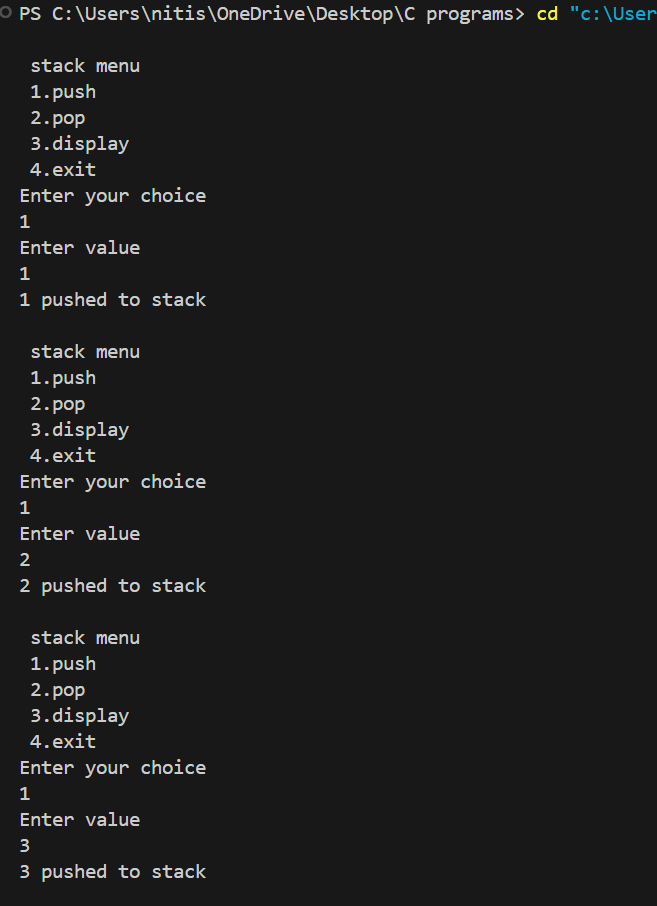 PS C:\Users\nitis\OneDrive\Desktop\C programs> cd "c:\User
stack menu
1.push
2.pop
3.display
4.exit
Enter your choice
1
Enter value
1
1 pushed to stack
stack menu
1.push
2.pop
3.display
4.exit
Enter your choice
1
Enter value
2
2 pushed to stack
stack menu
1.push
2.pop
3.display
4.exit
Enter your choice
1
Enter value
3
3 pushed to stack